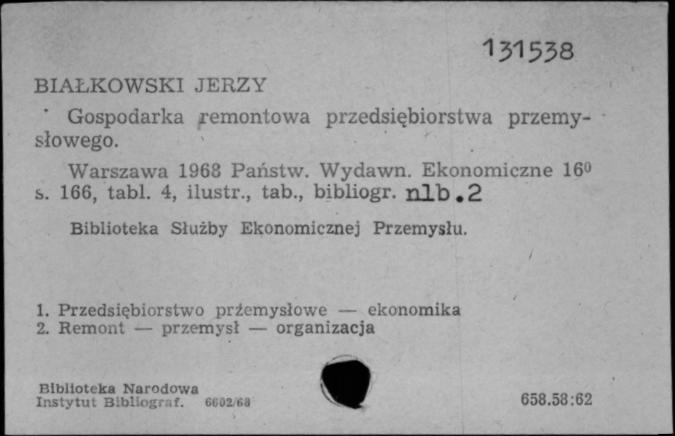 131538
BIAŁKOWSKI JERZY
Gospodarka remontowa przedsiębiorstwa przemy-
słowego.
Warszawa 1968 Państw. Wydawn. Ekonomiczne 16⁰
s. 166, tabl. 4, ilustr., tab., bibliogr. nlb.2
Biblioteka Służby Ekonomicznej Przemysłu.
1. Przedsiębiorstwo przemysłowe — ekonomika
2. Remont — przemysł — organizacja
Biblioteka Narodowa
Instytut Bibliograf. 6602/68
658.58:62